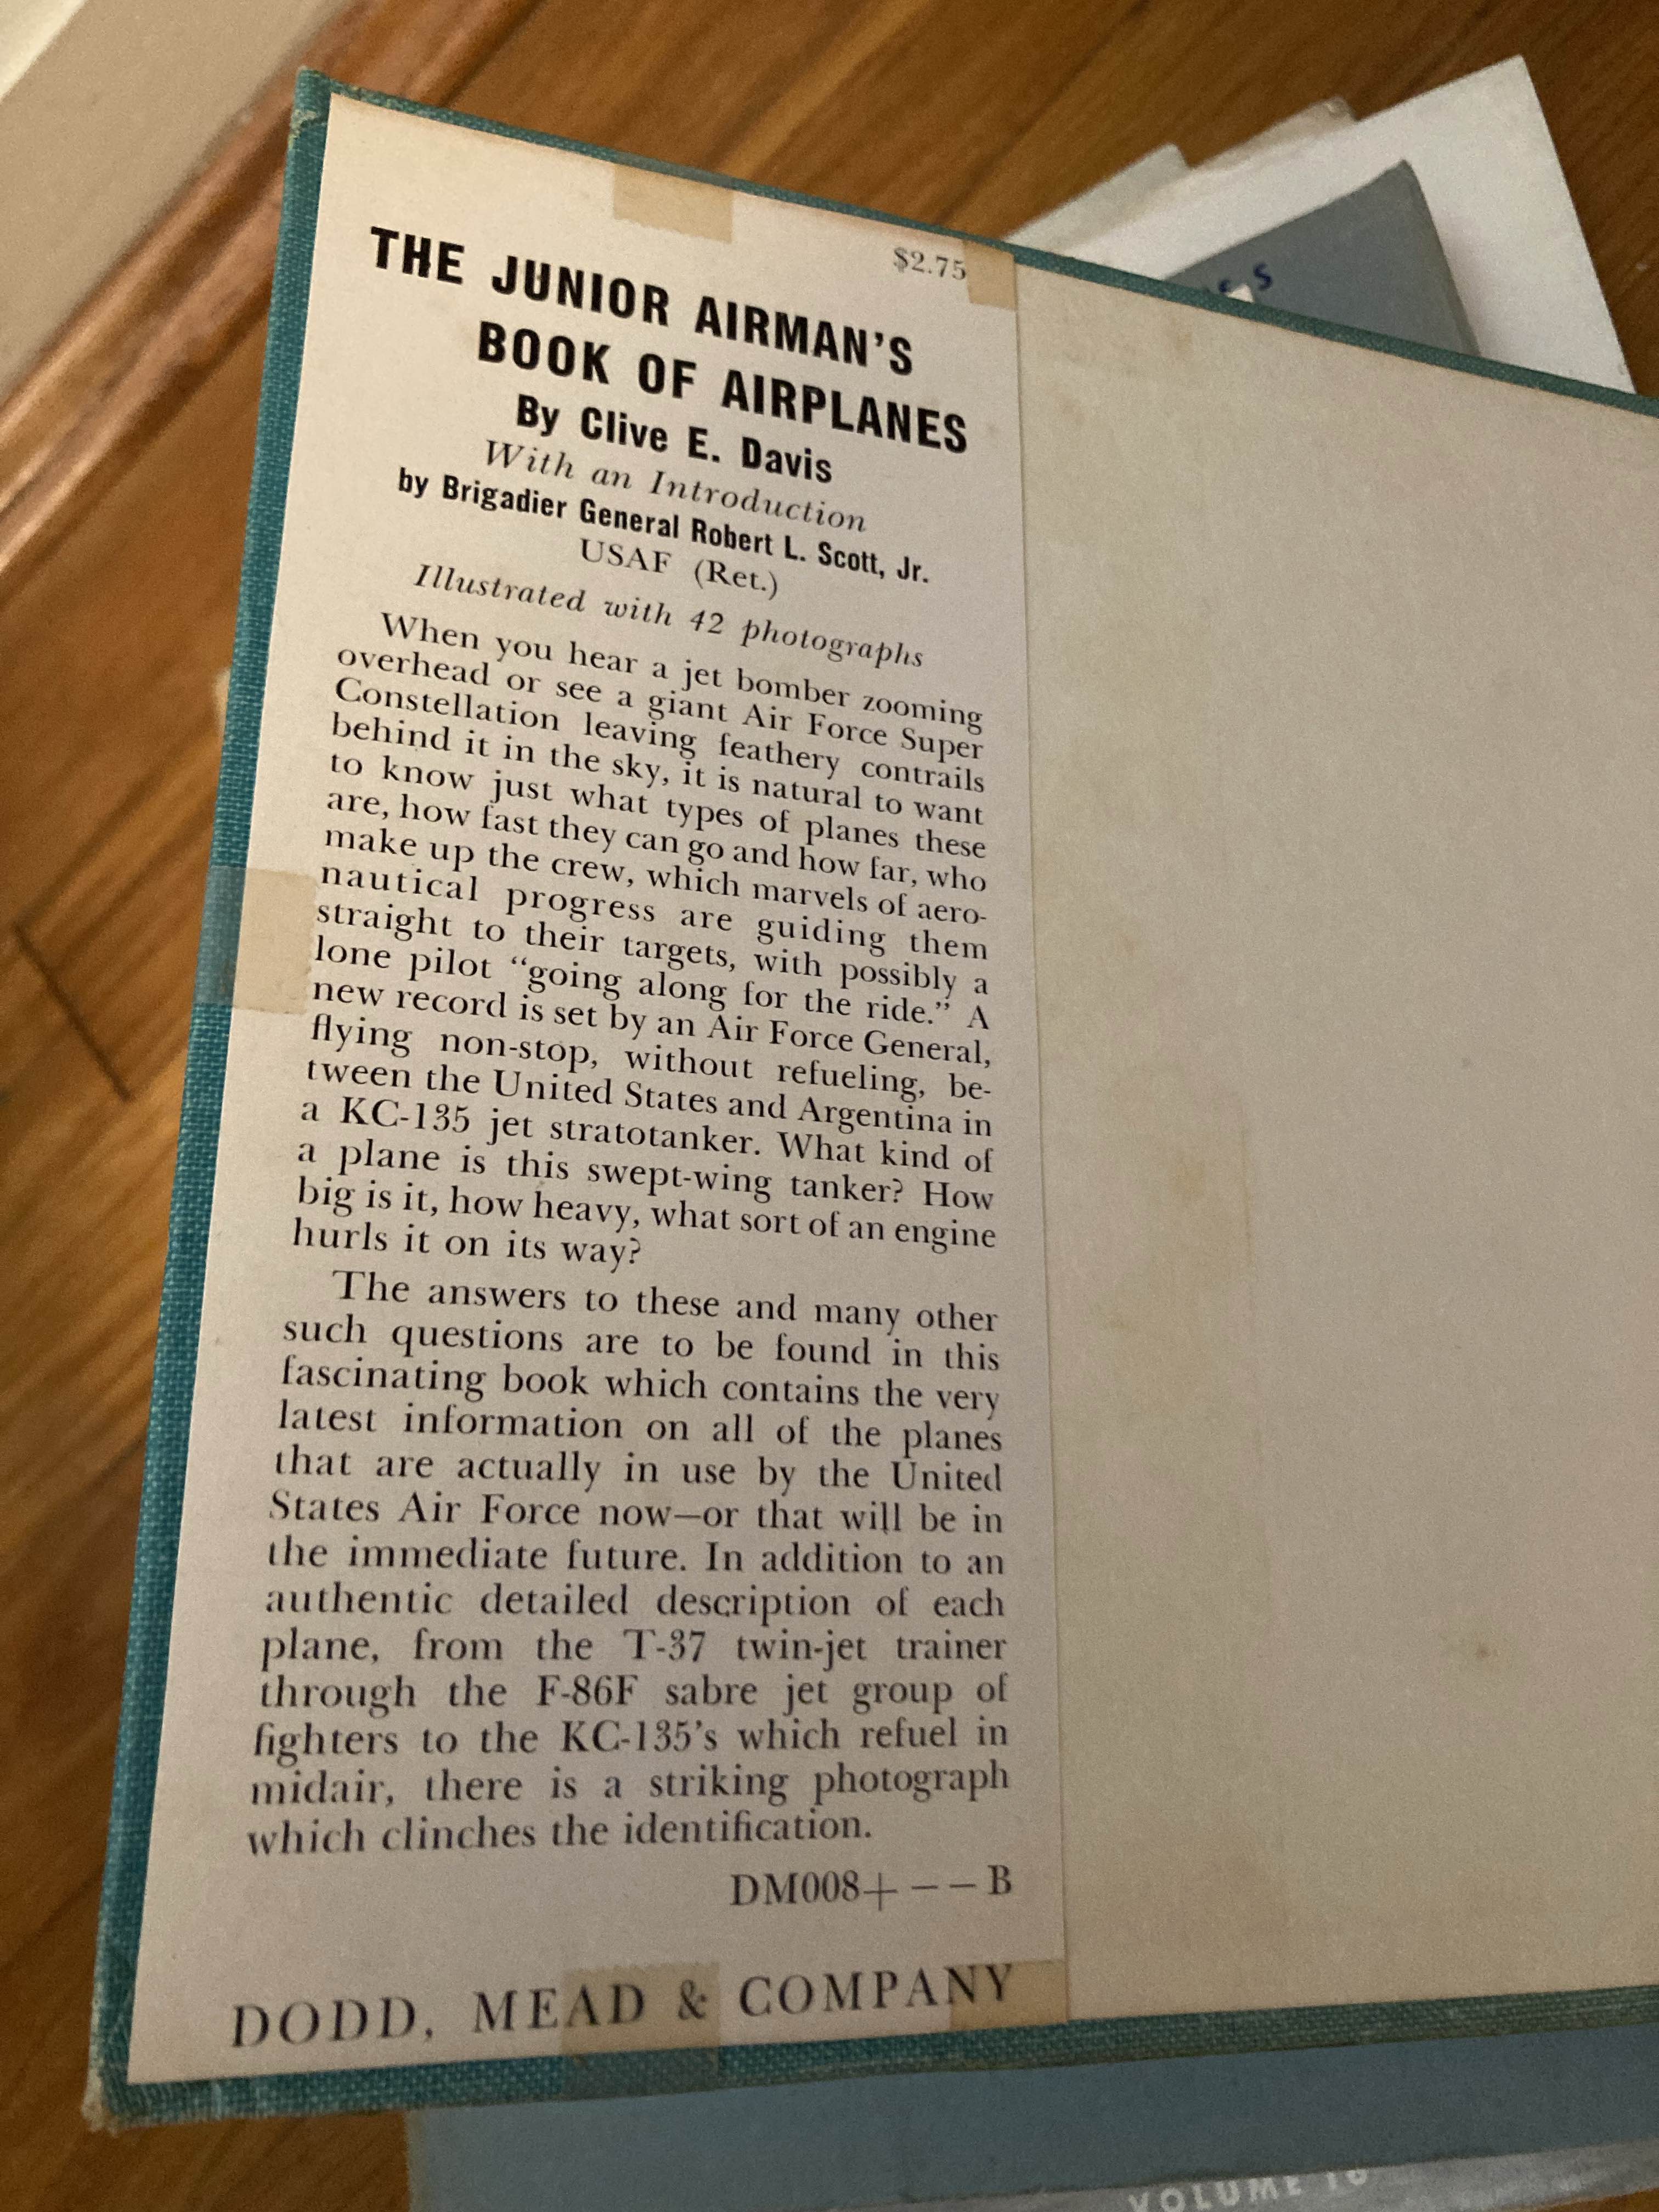 $2.75
THE JUNIOR AIRMAN'S
BOOK OF AIRPLANES
By Clive E. Davis
With an Introduction
by Brigadier General Robert L. Scott, Jr.
USAF (Ret.)
Illustrated with 42 photographs
When you hear a jet bomber zooming
overhead or see a giant Air Force Super
Constellation leaving feathery contrails
behind it in the sky, it is natural to want
to know just what types of planes these
are, how fast they can go and how far, who
make up the crew, which marvels of aero-
nautical progress are guiding them
straight to their targets, with possibly a
lone pilot “going along for the ride.” A
new record is set by an Air Force General,
flying non-stop, without refueling, be-
tween the United States and Argentina in
a KC-135 jet stratotanker. What kind of
a plane is this swept-wing tanker? How
big is it, how heavy, what sort of an engine
hurls it on its way?
The answers to these and many other
such questions are to be found in this
fascinating book which contains the very
latest information on all of the planes
that are actually in use by the United
States Air Force now—or that will be in
the immediate future. In addition to an
authentic detailed description of each
plane, from the T-37 twin-jet trainer
through the F-86F sabre jet group of
fighters to the KC-135's which refuel in
midair, there is a striking photograph
which clinches the identification.
DM008+ – – B
DODD, MEAD & COMPANY
VOLUME 16